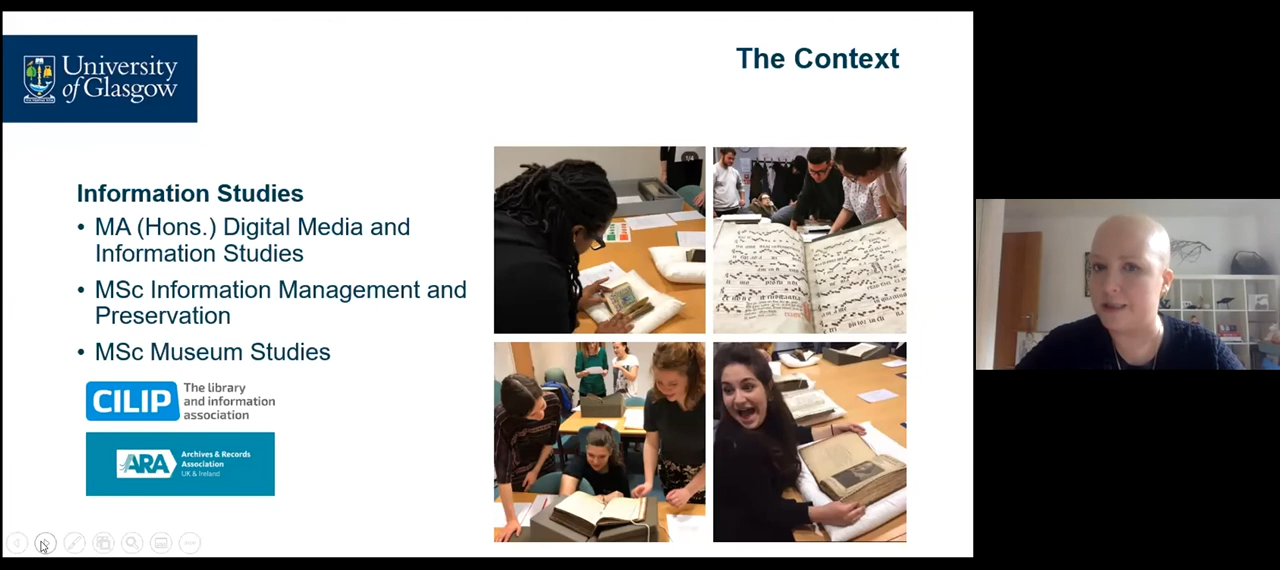 University
of Glasgow
The Context
Information Studies
• MA (Hons.) Digital Media and
Information Studies
• MSc Information Management and
Preservation
• MSc Museum Studies
CILIP
The library
and information
association
ARA
Archives & Records
Association
UK & Ireland